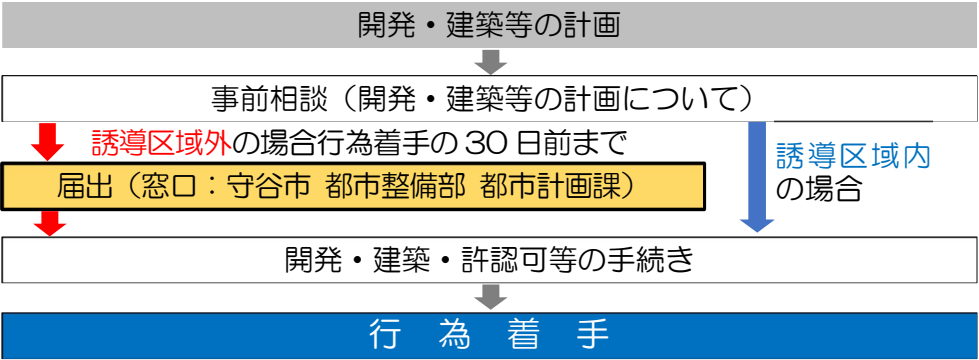 開発・建築等の計画
事前相談（開発・建築等の計画について）
誘導区域外の場合行為着手の30日前まで
誘導区域内
の場合
届出（窓口：守谷市 都市整備部 都市計画課）
開発・建築・許認可等の手続き
行為着手